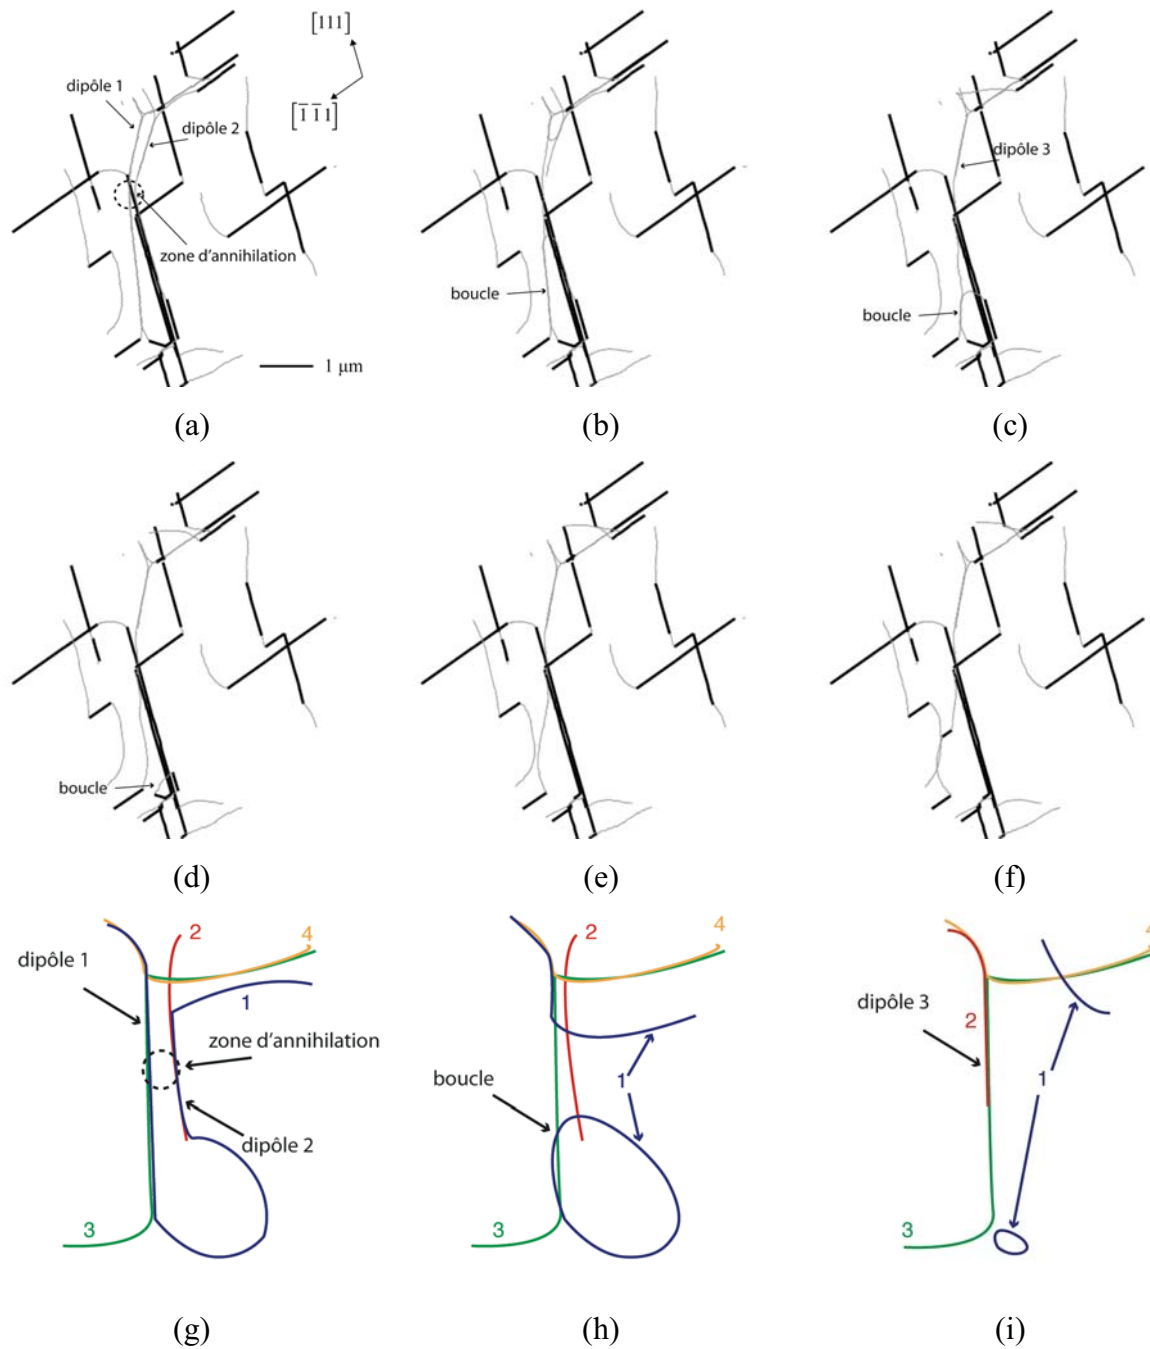 [111]
dipôle 1
[1̅ 1̅ 1]
dipôle 2
zone d'annihilation
1 µm
boucle
dipôle 3
boucle
(a)
(b)
(c)
boucle
(d)
(e)
(f)
2
4
dipôle 1
1
zone d'annihilation
dipôle 2
3
2
4
boucle
1
3
4
2
dipôle 3
1
3
(g)
(h)
(i)